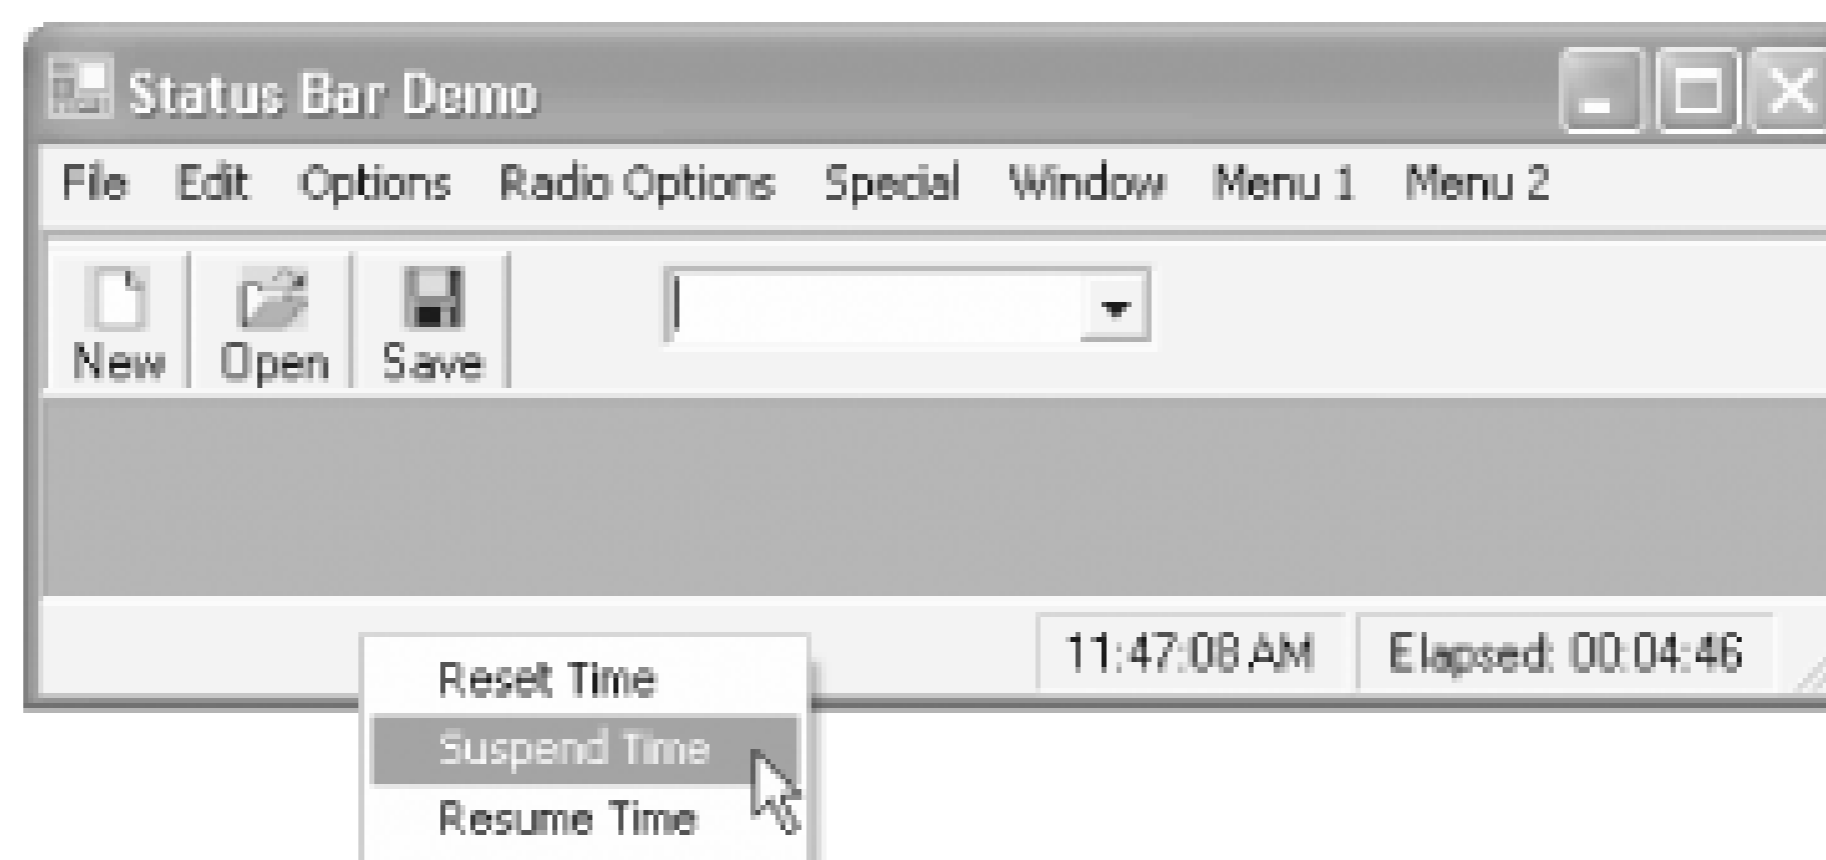 Status Bar Demo
File Edit Options Radio Options Special Window Menu 1 Menu 2
New Open Save
11:47:08 AM Elapsed: 00:04:46
Reset Time
Suspend Time
Resume Time